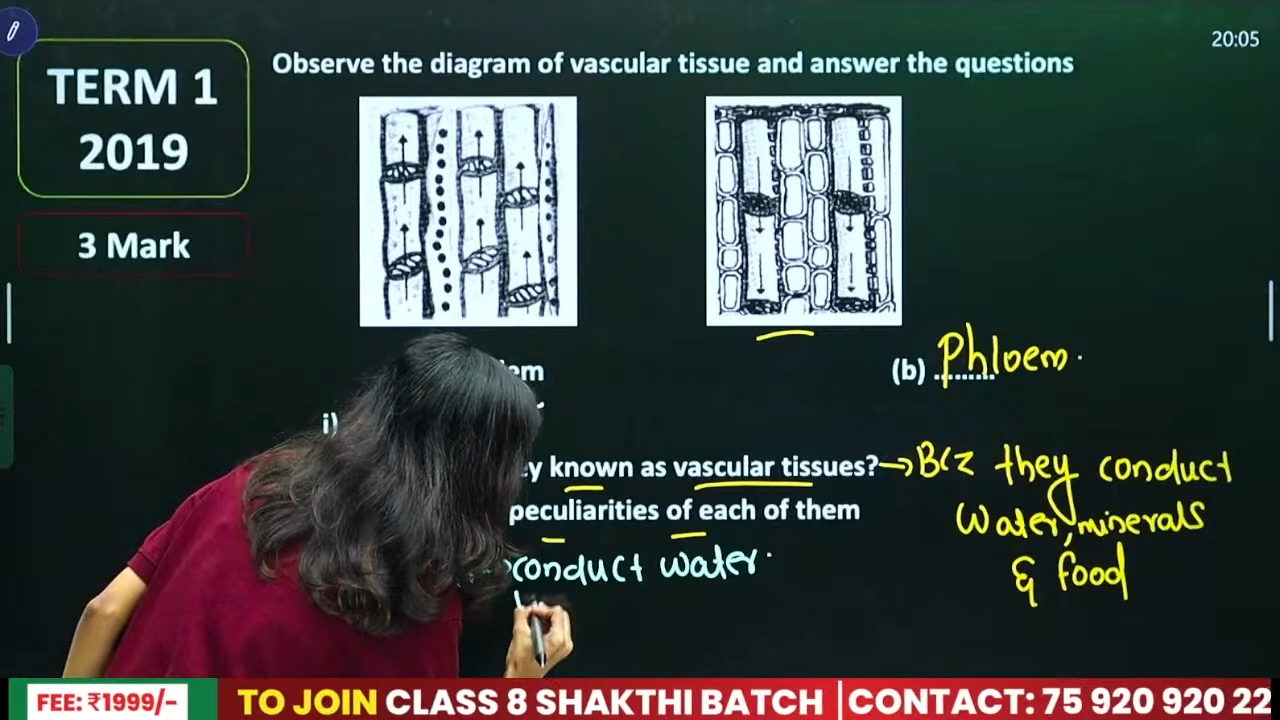 20:05
TERM 1
2019
3 Mark
Observe the diagram of vascular tissue and answer the questions
em
(b) .........
Phloem.
i)
ey known as vascular tissues? → BCZ they conduct
Water, minerals
& food
peculiarities of each of them
conduct water.
FEE: ₹1999/-
TO JOIN CLASS 8 SHAKTHI BATCH | CONTACT: 75 920 920 22